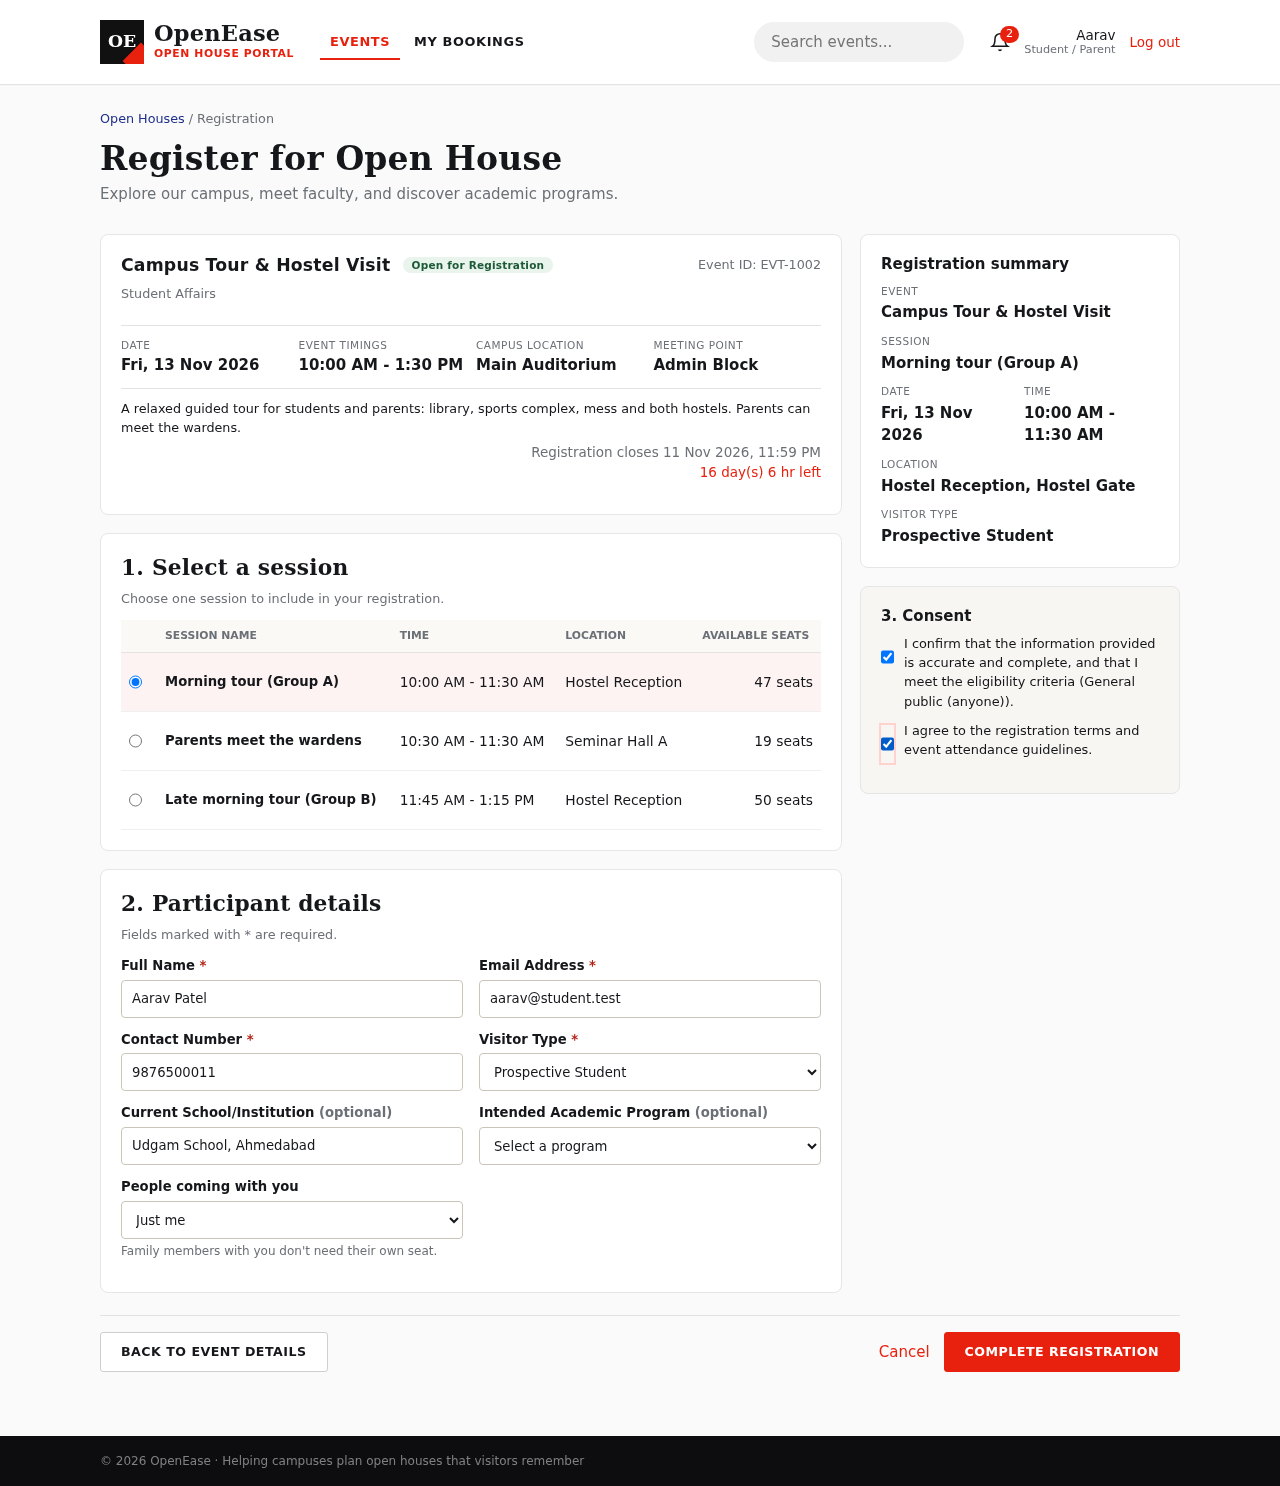 OE
OpenEase
OPEN HOUSE PORTAL
EVENTS
MY BOOKINGS
Search events...
2
Aarav
Student / Parent
Log out
Open Houses / Registration
Register for Open House
Explore our campus, meet faculty, and discover academic programs.
Campus Tour & Hostel Visit
Open for Registration
Event ID: EVT-1002
Student Affairs
DATE
Fri, 13 Nov 2026
EVENT TIMINGS
10:00 AM - 1:30 PM
CAMPUS LOCATION
Main Auditorium
MEETING POINT
Admin Block
A relaxed guided tour for students and parents: library, sports complex, mess and both hostels. Parents can
meet the wardens.
Registration closes 11 Nov 2026, 11:59 PM
16 day(s) 6 hr left
1. Select a session
Choose one session to include in your registration.
SESSION NAME TIME LOCATION AVAILABLE SEATS
Morning tour (Group A) 10:00 AM - 11:30 AM Hostel Reception 47 seats
Parents meet the wardens 10:30 AM - 11:30 AM Seminar Hall A 19 seats
Late morning tour (Group B) 11:45 AM - 1:15 PM Hostel Reception 50 seats
2. Participant details
Fields marked with * are required.
Full Name *
Aarav Patel
Email Address *
aarav@student.test
Contact Number *
9876500011
Visitor Type *
Prospective Student
Current School/Institution (optional)
Udgam School, Ahmedabad
Intended Academic Program (optional)
Select a program
People coming with you
Just me
Family members with you don't need their own seat.
Registration summary
EVENT
Campus Tour & Hostel Visit
SESSION
Morning tour (Group A)
DATE
Fri, 13 Nov
2026
TIME
10:00 AM -
11:30 AM
LOCATION
Hostel Reception, Hostel Gate
VISITOR TYPE
Prospective Student
3. Consent
I confirm that the information provided
is accurate and complete, and that I
meet the eligibility criteria (General
public (anyone)).
I agree to the registration terms and
event attendance guidelines.
BACK TO EVENT DETAILS
Cancel
COMPLETE REGISTRATION
© 2026 OpenEase · Helping campuses plan open houses that visitors remember